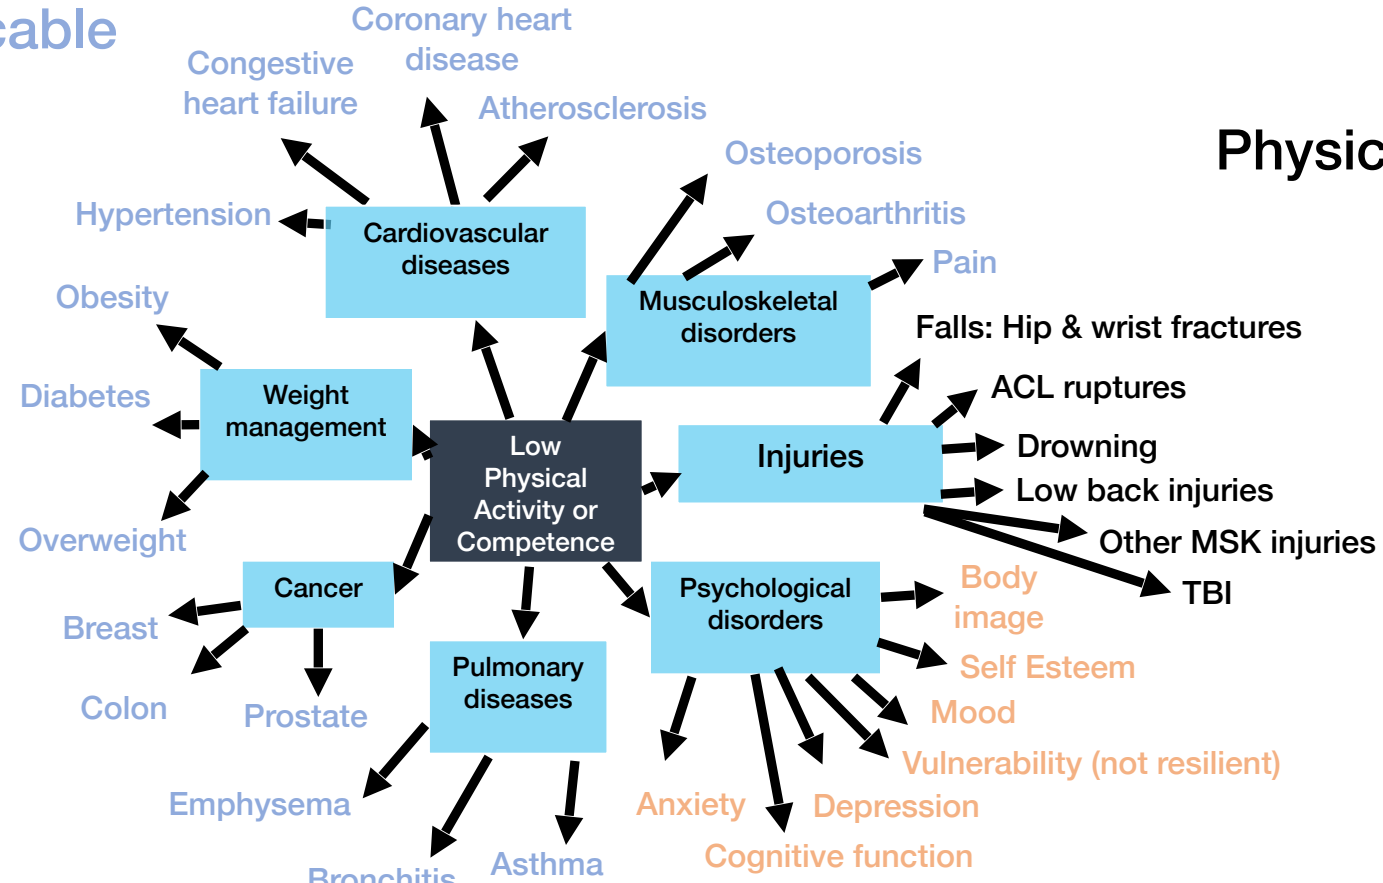 cable
Coronary heart
disease
Congestive
heart failure
Atherosclerosis
Physic
Osteoporosis
Hypertension
Cardiovascular
diseases
Osteoarthritis
Pain
Obesity
Musculoskeletal
disorders
Falls: Hip & wrist fractures
Diabetes
Weight
management
ACL ruptures
Low
Physical
Activity or
Competence
Injuries
Drowning
Low back injuries
Overweight
Other MSK injuries
TBI
Cancer
Psychological
disorders
Body
image
Breast
Self Esteem
Colon
Prostate
Pulmonary
diseases
Mood
Vulnerability (not resilient)
Emphysema
Anxiety
Depression
Bronchitis
Asthma
Cognitive function